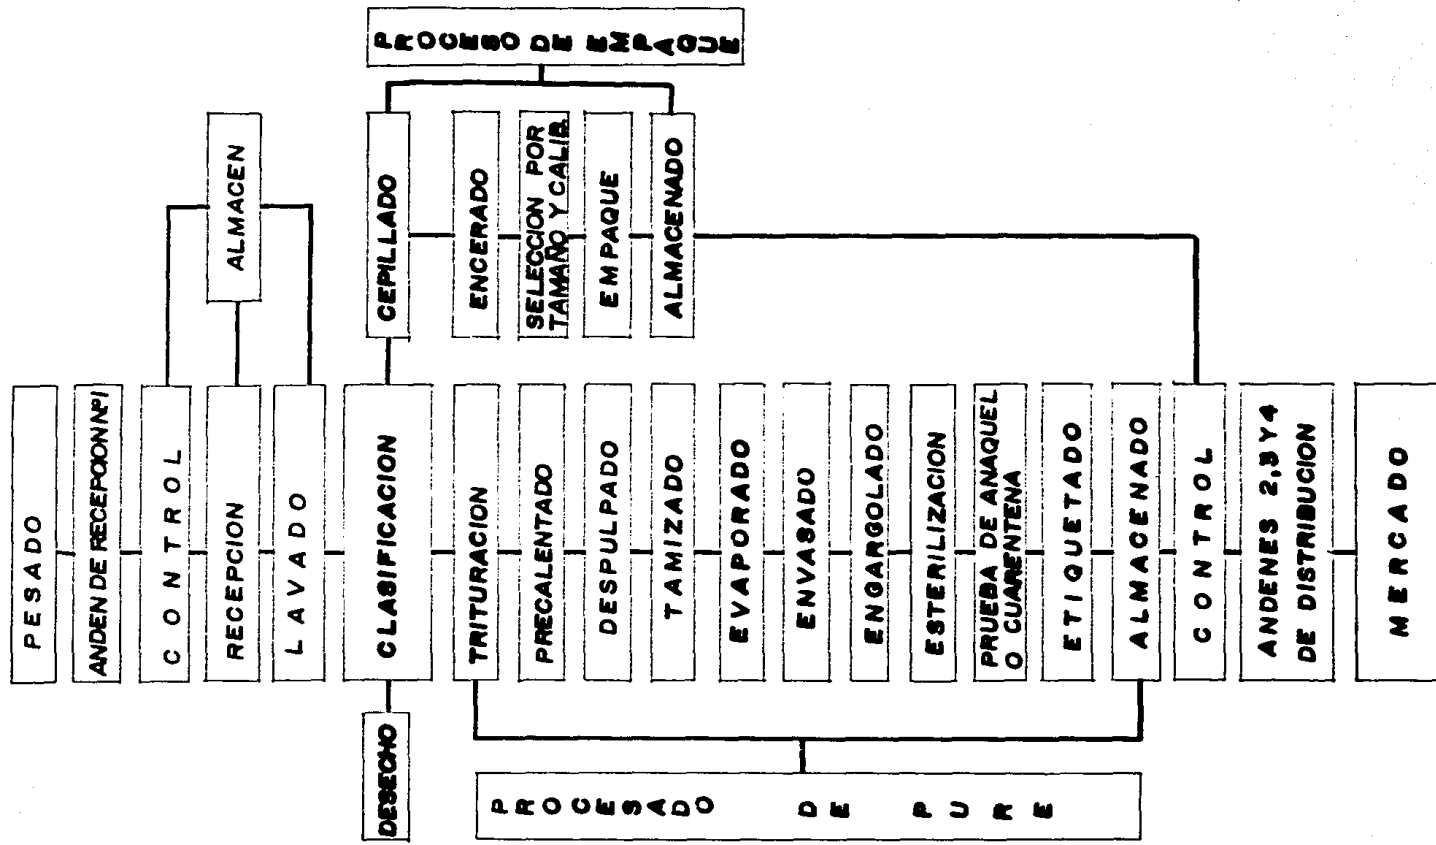 PESADO
ANDEN DE RECEPCION Nº1
CONTROL
RECEPCION
LAVADO
ALMACEN
CLASIFICACION
DESECHO
PROCESO DE EMPAQUE
CEPILLADO
ENCERADO
SELECCION POR
TAMAÑO Y CALIB.
EMPAQUE
ALMACENADO
TRITURACION
PRECALENTADO
DESPULPADO
TAMIZADO
EVAPORADO
ENVASADO
ENGARGOLADO
ESTERILIZACION
PRUEBA DE ANAQUEL
O CUARENTENA
ETIQUETADO
ALMACENADO
PROCESADO DE PURE
CONTROL
ANDENES 2,3 Y 4
DE DISTRIBUCION
MERCADO